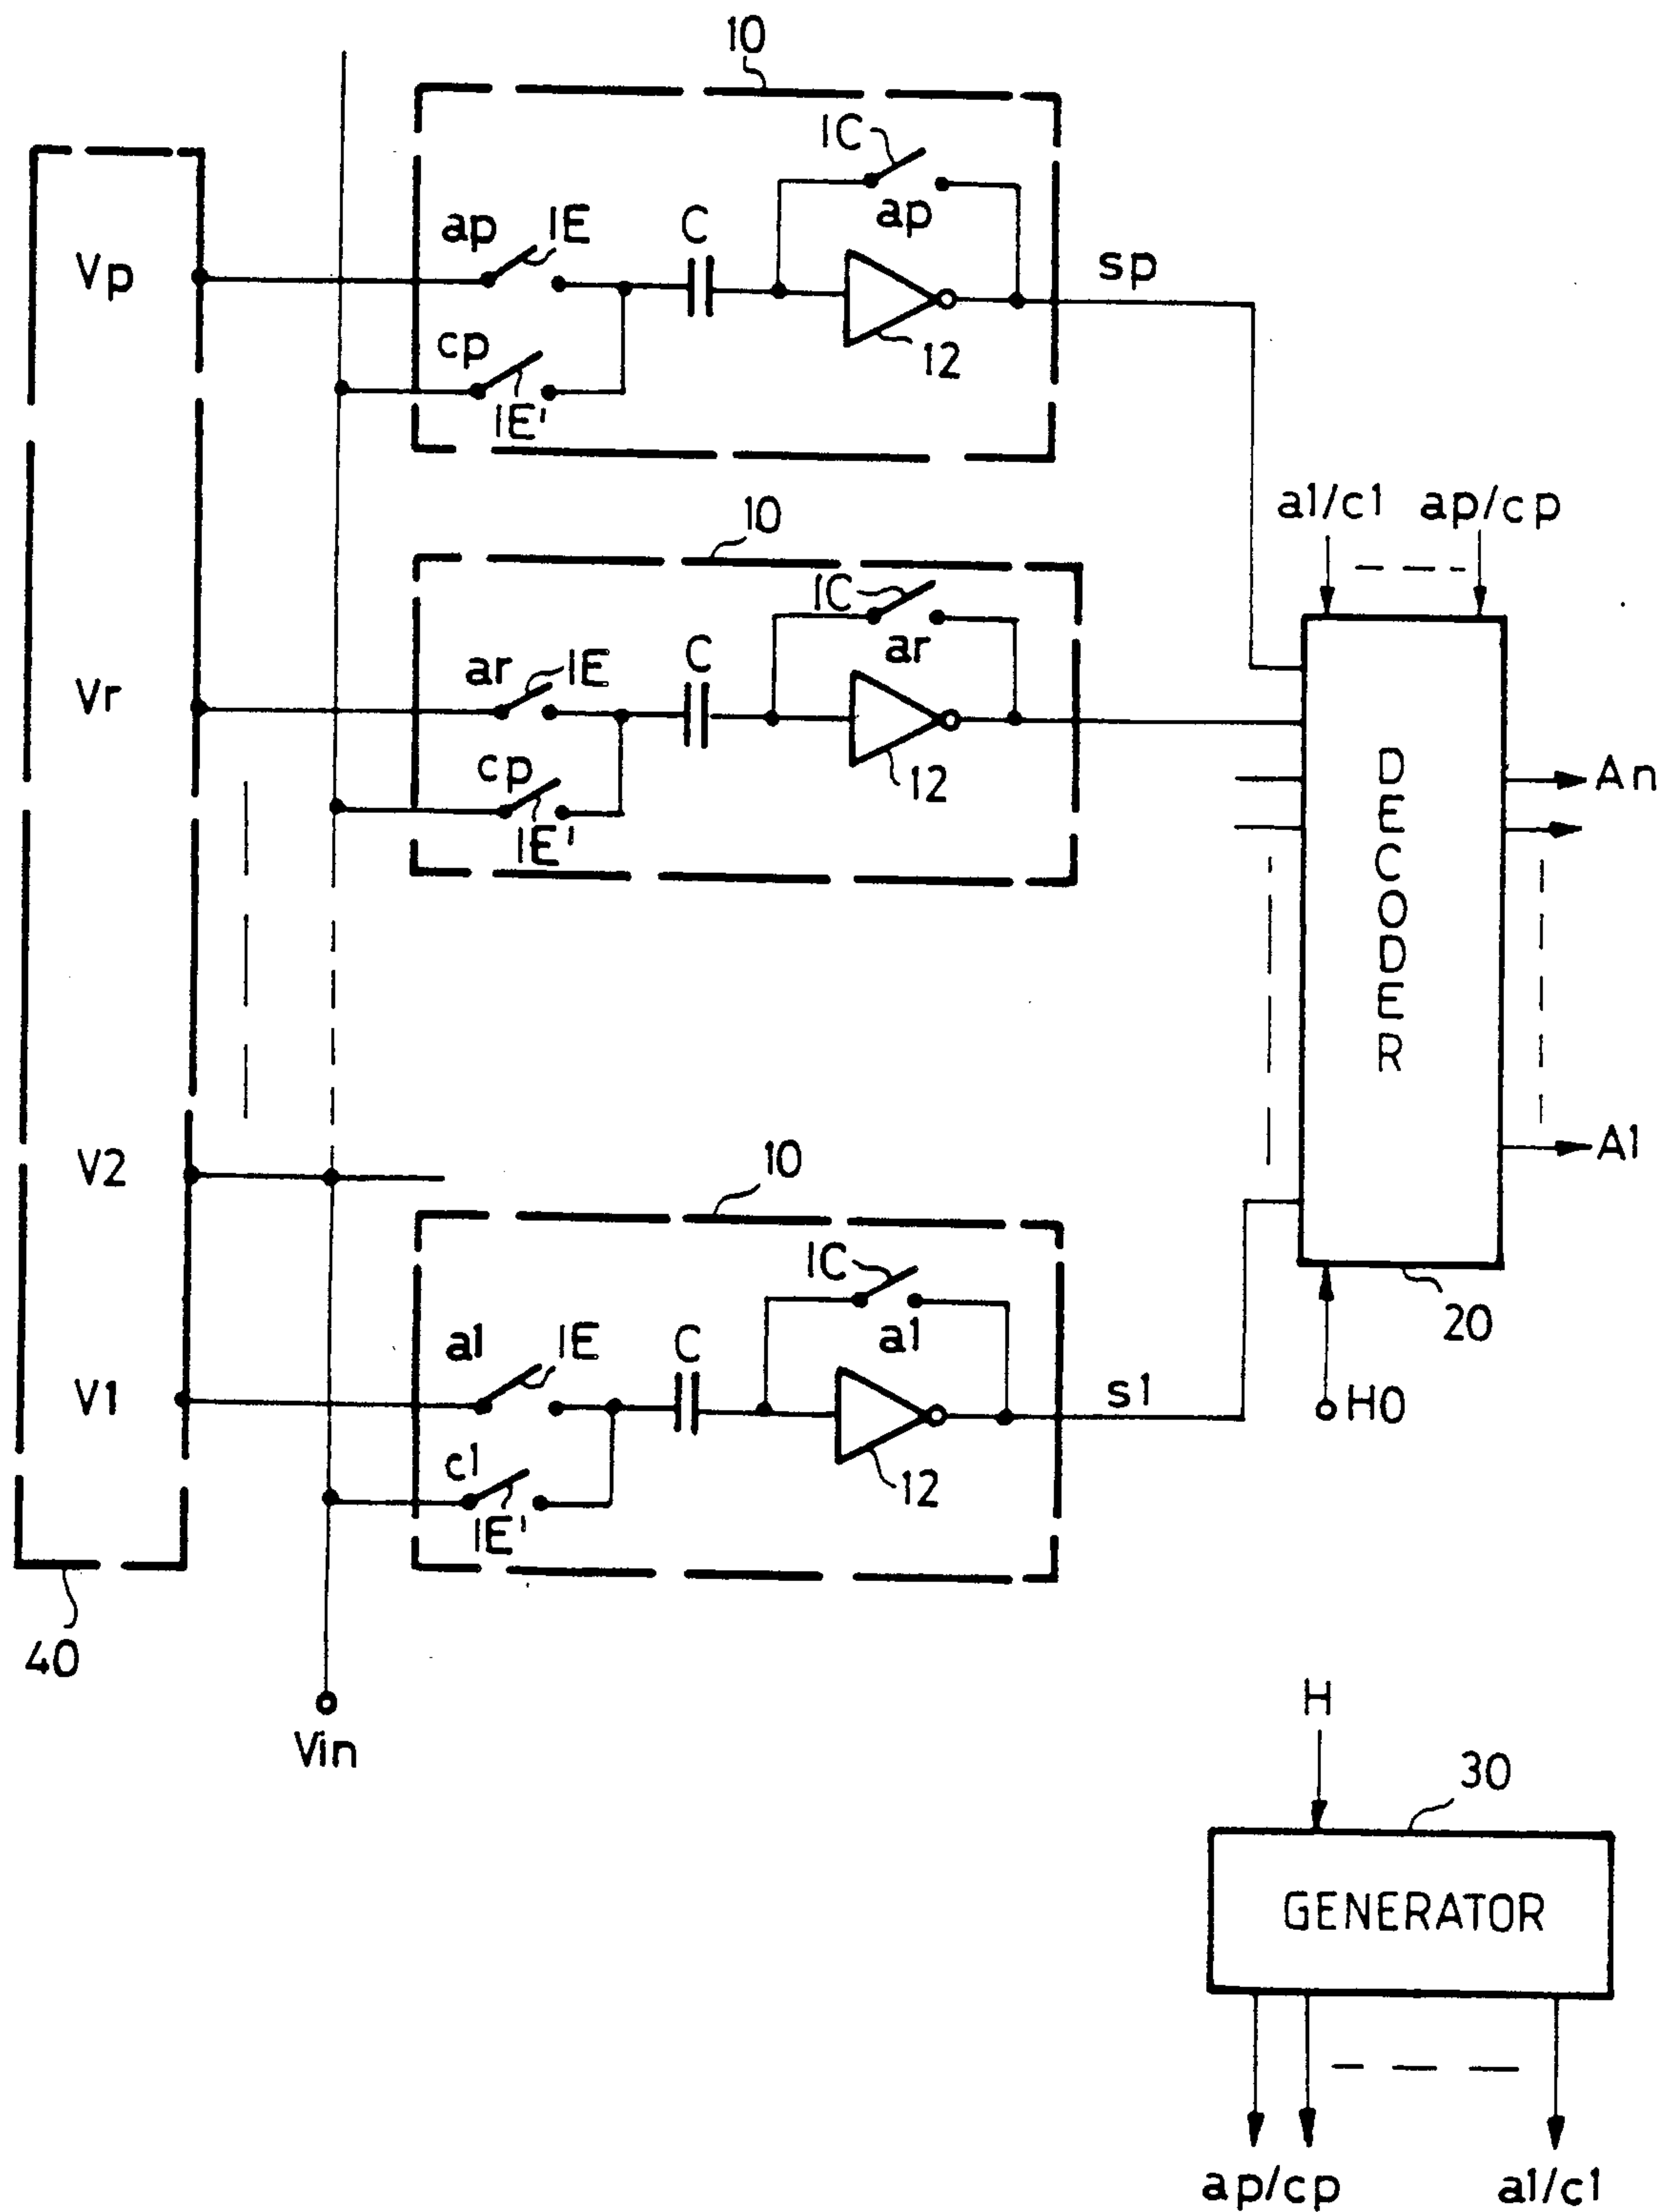 10
IC
ap
ap IE C
Vp
sp
cp
12
IE'
a1/c1 ap/cp
10
IC
ar
ar IE C
Vr
cp
12
IE'
DECODER
An
V2
10
A1
IC
20
a1
a1 IE C
V1
s1
H0
c1
12
IE'
40
Vin
H
30
GENERATOR
ap/cp a1/c1